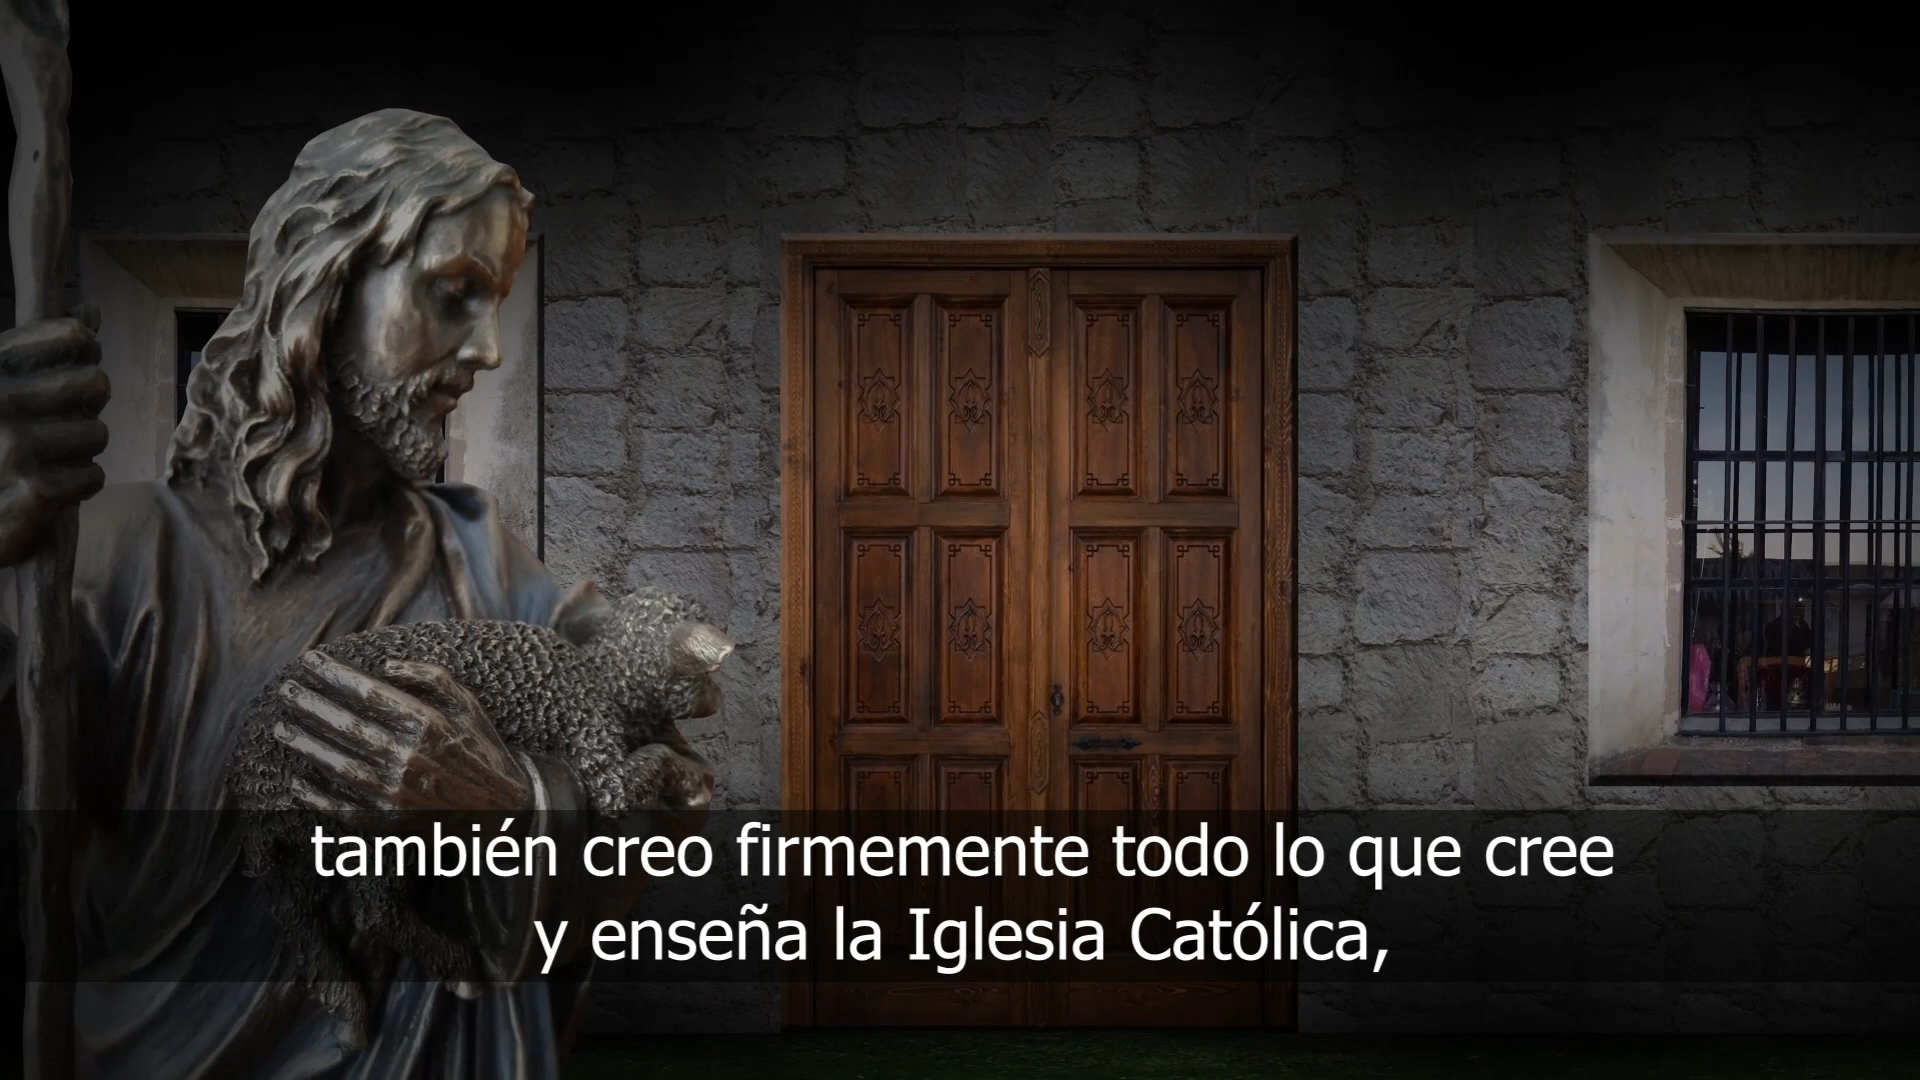 también creo firmemente todo lo que cree
y enseña la Iglesia Católica,